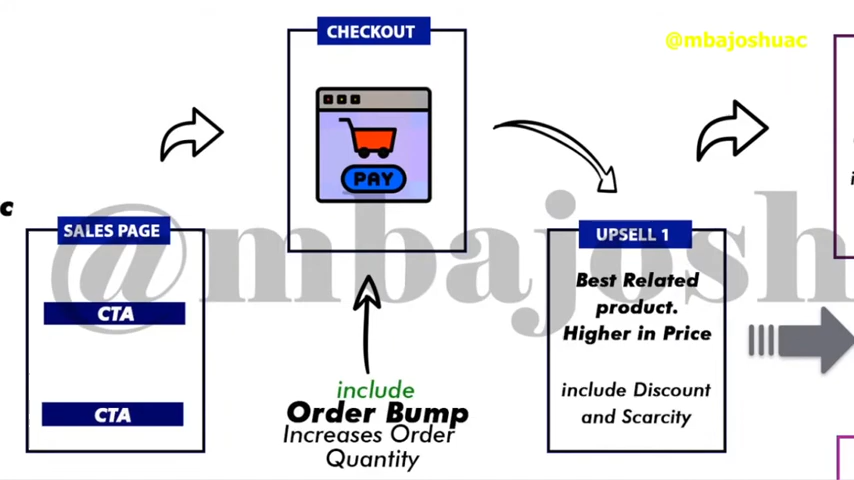 @mbajoshuac
CHECKOUT
PAY
c
SALES PAGE
CTA
CTA
include
Order Bump
Increases Order
Quantity
UPSELL 1
Best Related
product.
Higher in Price
include Discount
and Scarcity
@mbajosh